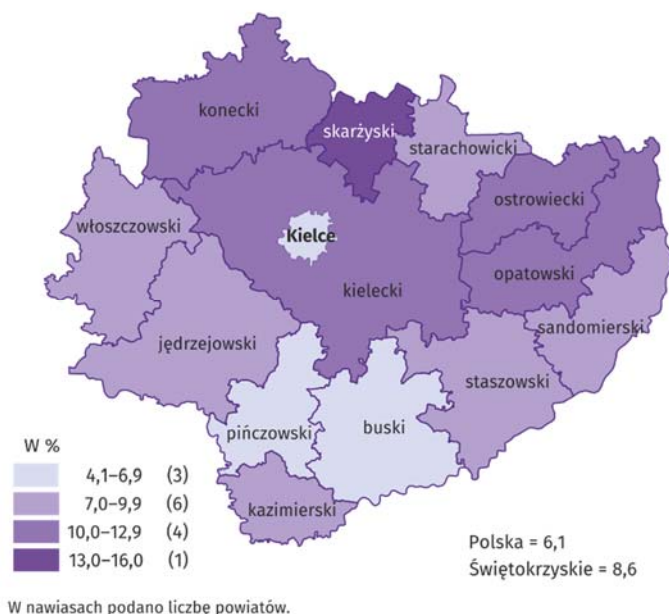 konecki
skarżyski
starachowicki
ostrowiecki
włoszczowski
Kielce
opatowski
kielecki
sandomierski
jędrzejowski
staszowski
pińczowski
buski
kazimierski
W %
4,1–6,9 (3)
7,0–9,9 (6)
10,0–12,9 (4)
13,0–16,0 (1)
Polska = 6,1
Świętokrzyskie = 8,6
W nawiasach podano liczbę powiatów.